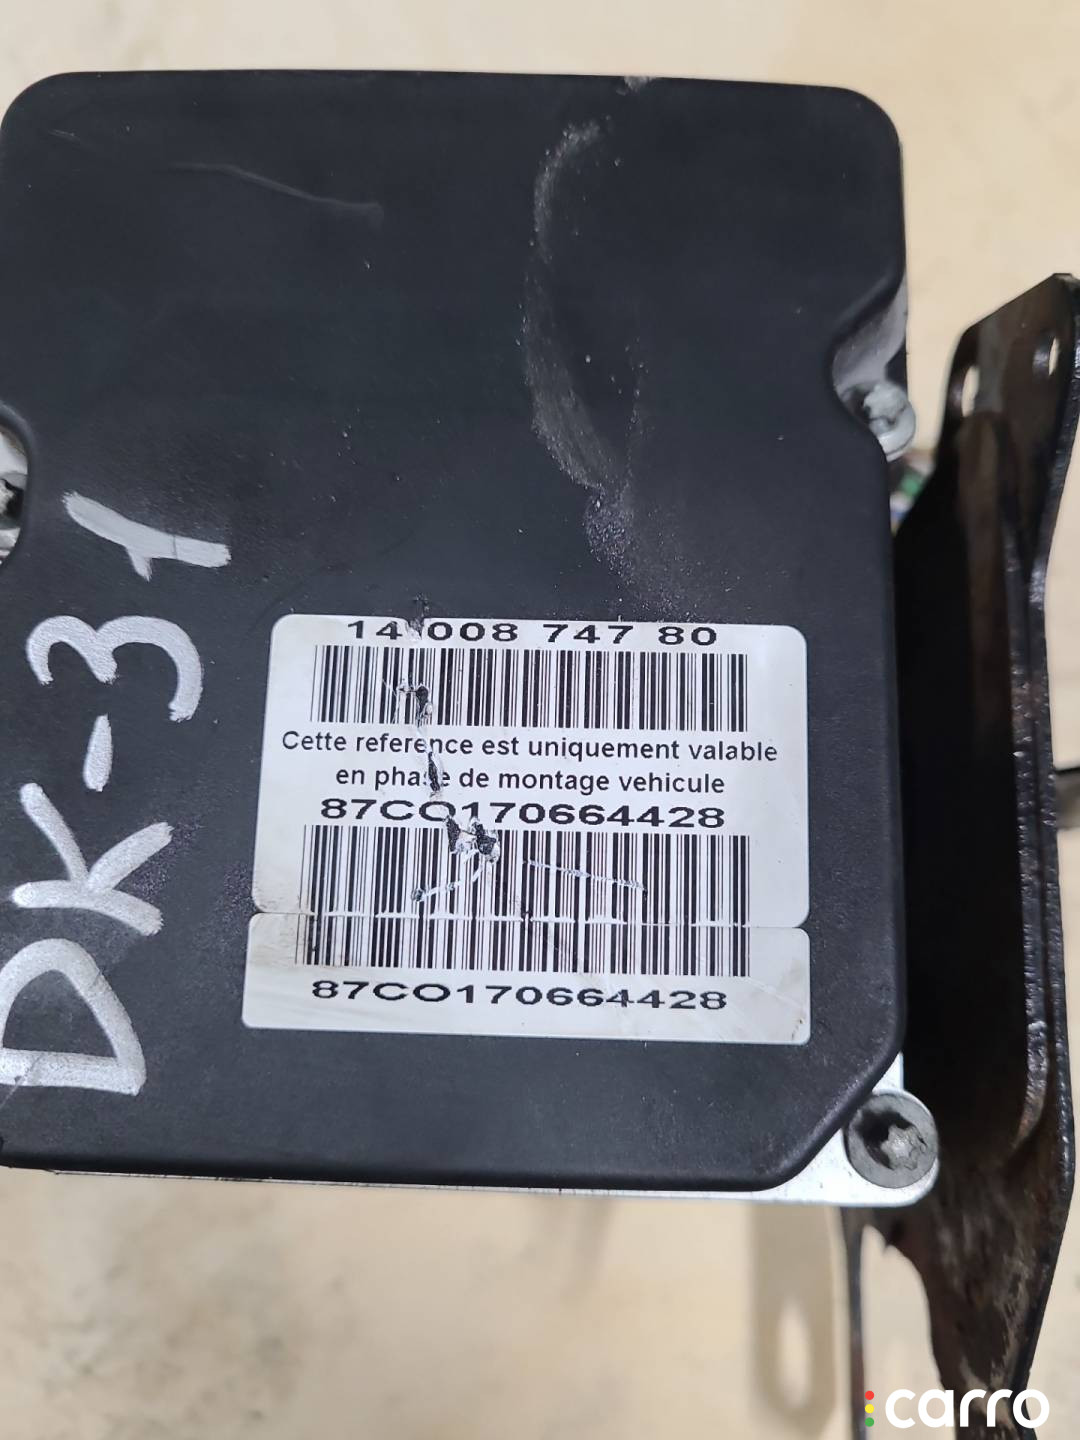 DK-31
14 008 747 80
Cette reference est uniquement valable
en phase de montage vehicule
87CO170664428
87CO170664428
carro